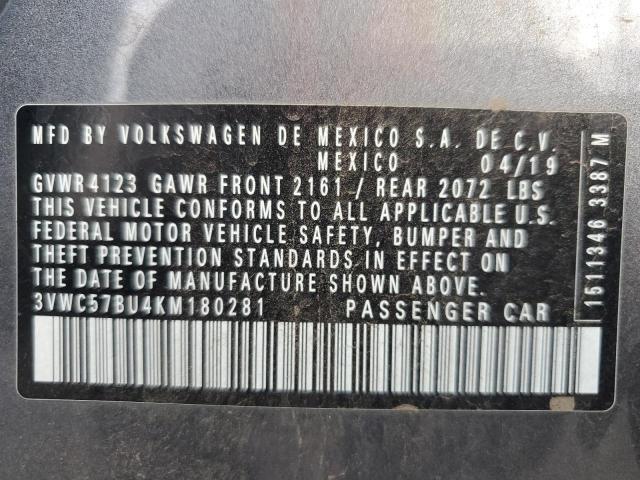 MFD BY VOLKSWAGEN DE MEXICO S.A. DE C.V.
MEXICO 04/19
GVWR 4123 GAWR FRONT 2161 / REAR 2072 LBS
THIS VEHICLE CONFORMS TO ALL APPLICABLE U.S.
FEDERAL MOTOR VEHICLE SAFETY, BUMPER AND
THEFT PREVENTION STANDARDS IN EFFECT ON
THE DATE OF MANUFACTURE SHOWN ABOVE.
3VWC57BU4KM180281 PASSENGER CAR
1511346 3387 M